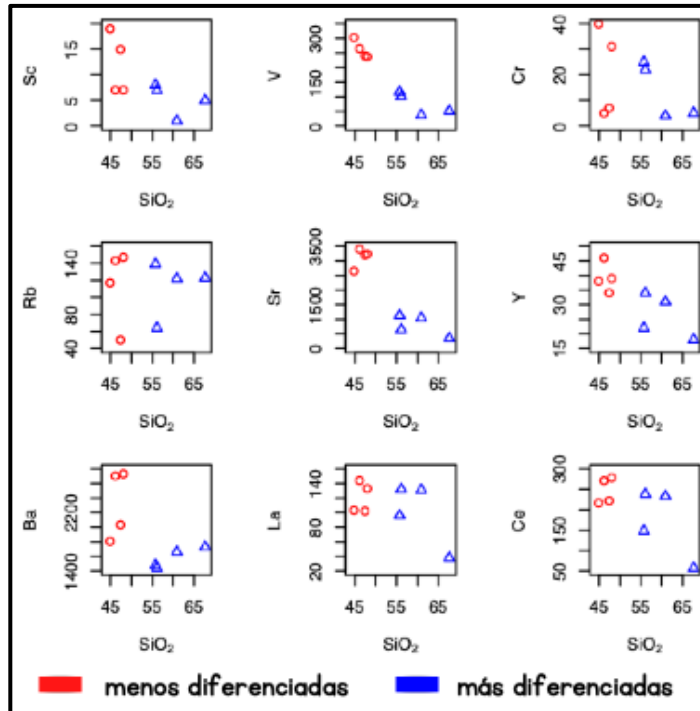 Sc
15
5
0
45 55 65
SiO₂
V
300
150
0
45 55 65
SiO₂
Cr
40
20
0
45 55 65
SiO₂
Rb
140
80
40
45 55 65
SiO₂
Sr
3500
1500
0
45 55 65
SiO₂
Y
45
30
15
45 55 65
SiO₂
Ba
2200
1400
45 55 65
SiO₂
La
140
80
20
45 55 65
SiO₂
Ce
300
150
50
45 55 65
SiO₂
menos diferenciadas
más diferenciadas